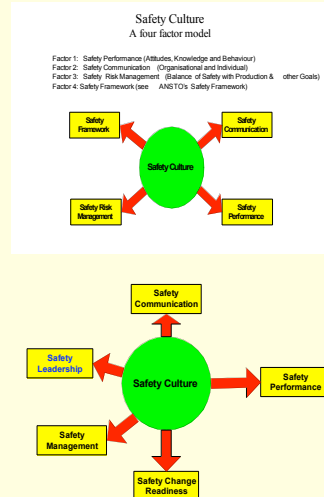 Safety Culture
A four factor model
Factor 1: Safety Performance (Attitudes, Knowledge and Behaviour)
Factor 2: Safety Communication (Organisational and Individual)
Factor 3: Safety Risk Management (Balance of Safety with Production & other Goals)
Factor 4: Safety Framework (see ANSTO's Safety Framework)
Safety
Framework
Safety
Communication
Safety Culture
Safety Risk
Management
Safety
Performance
Safety
Communication
Safety
Leadership
Safety Culture
Safety
Performance
Safety
Management
Safety Change
Readiness